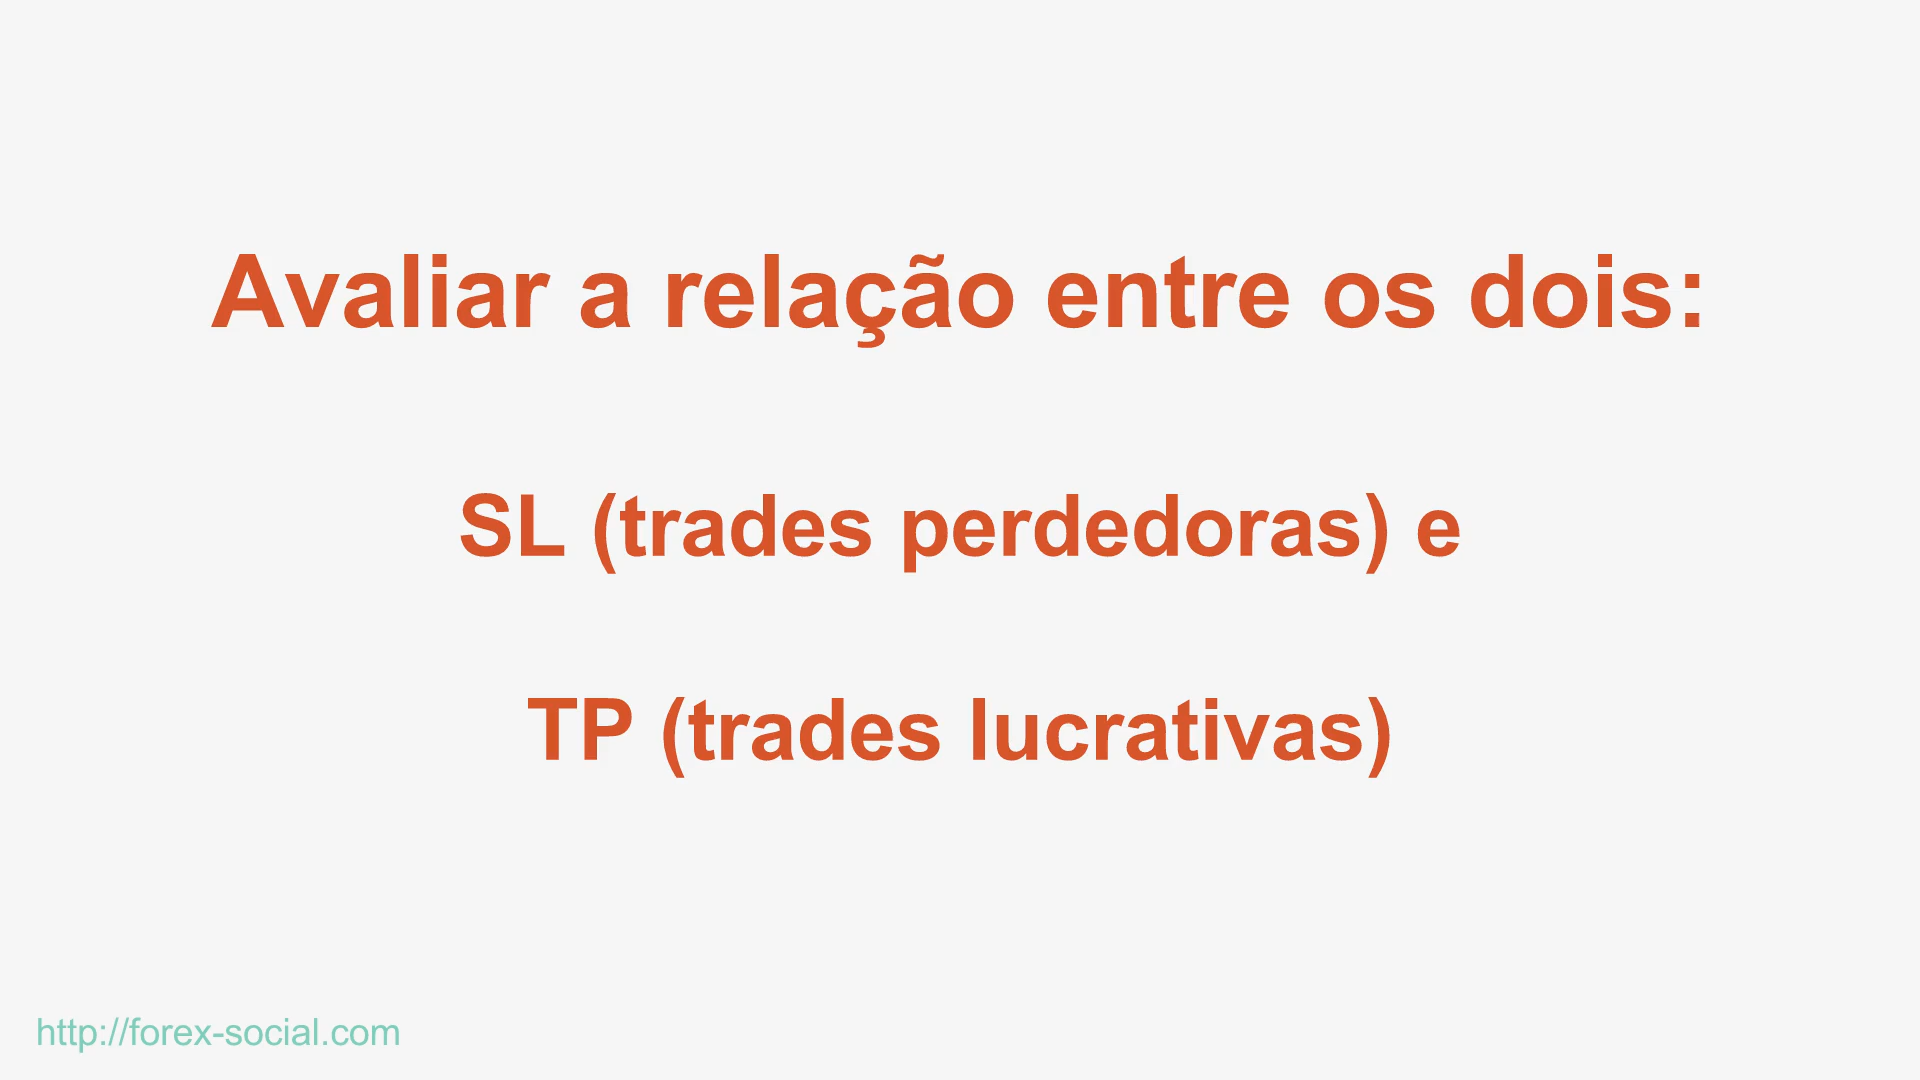 Avaliar a relação entre os dois:
SL (trades perdedoras) e
TP (trades lucrativas)
http://forex-social.com